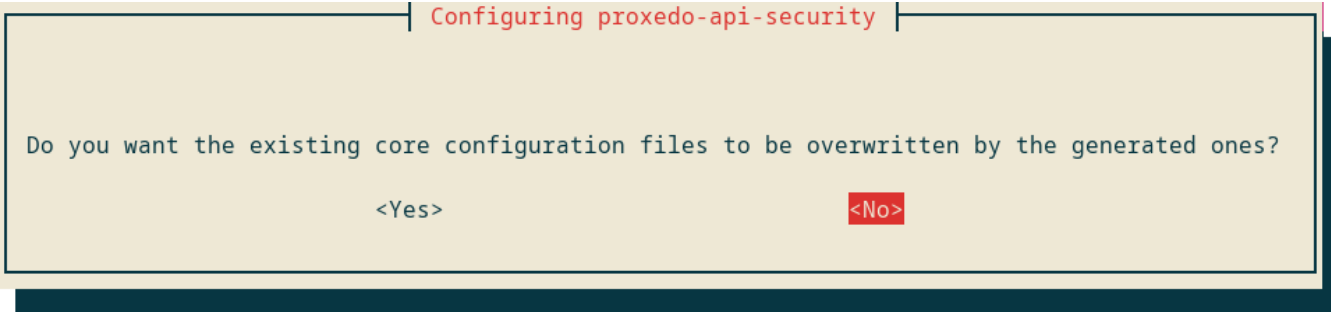 Configuring proxedo-api-security
Do you want the existing core configuration files to be overwritten by the generated ones?
<Yes> <No>